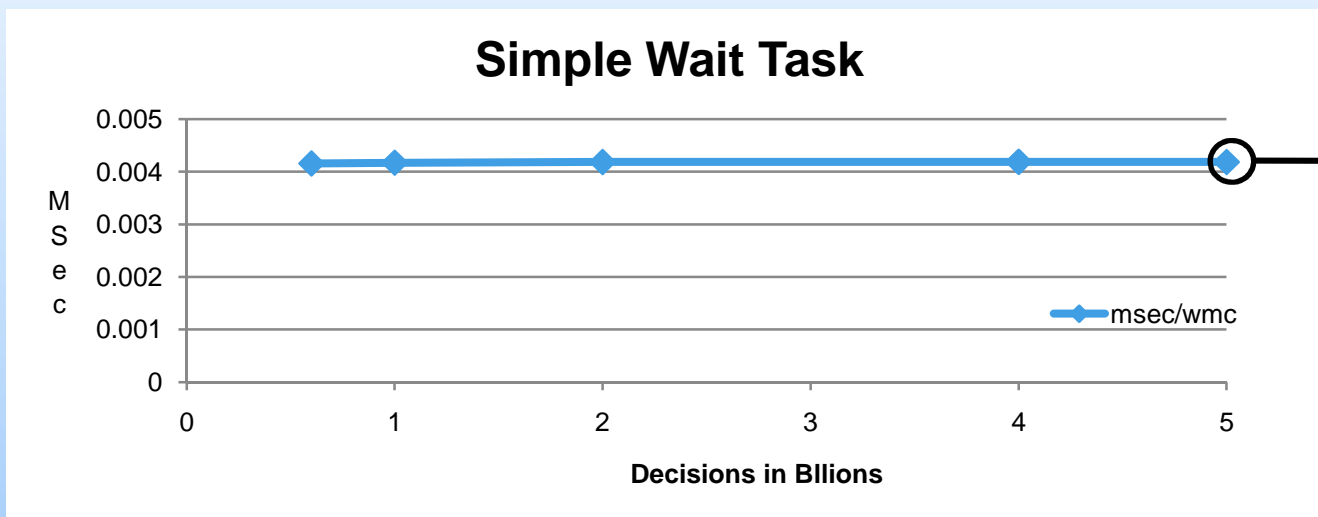 Simple Wait Task
0.005
0.004
0.003
0.002
0.001
0
M
S
e
c
msec/wmc
0 1 2 3 4 5
Decisions in Bllions